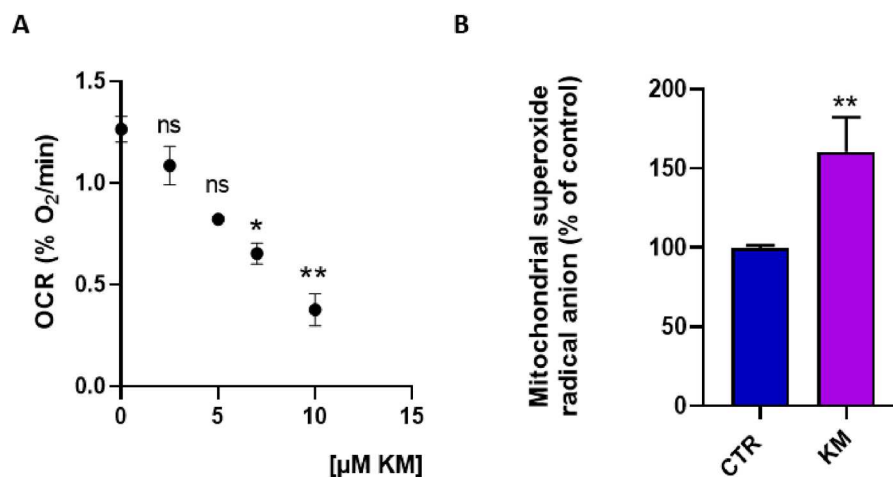 A
OCR (% O₂/min)
1.5
1.0
0.5
0.0
ns
ns
*
**
0
5
10
15
[µM KM]
B
Mitochondrial superoxide
radical anion (% of control)
200
150
100
50
0
**
CTR
KM